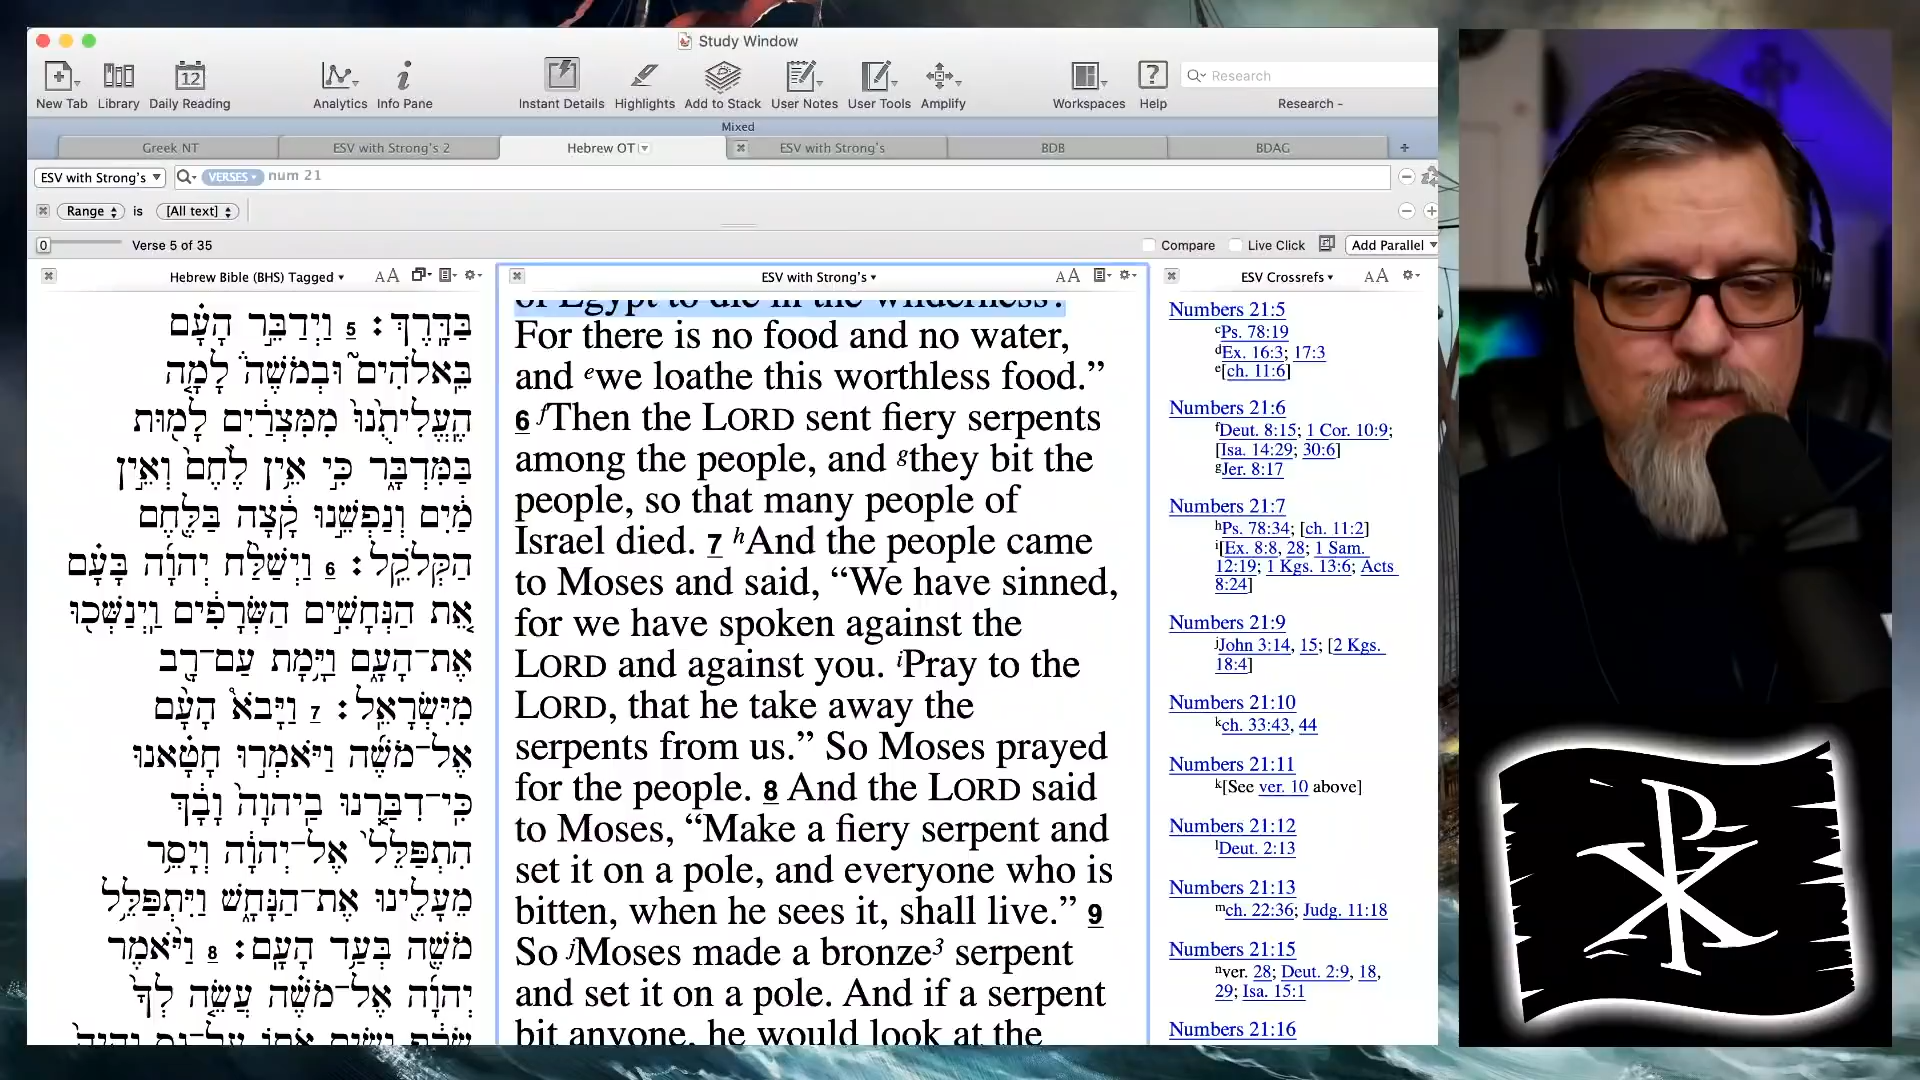 Study Window
12
New Tab Library Daily Reading Analytics Info Pane Instant Details Highlights Add to Stack User Notes User Tools Amplify Workspaces Help Research
Research
Mixed
Greek NT ESV with Strong's 2 Hebrew OT ESV with Strong's BDB BDAG
ESV with Strong's VERSES num 21
Range is [All text]
0 Verse 5 of 35 Compare Live Click Add Parallel
Hebrew Bible (BHS) Tagged
בַּדָּֽרֶךְ׃ 5 וַיְדַבֵּ֣ר הָעָ֗ם
בֵּֽאלֹהִים֮ וּבְמֹשֶׁה֒ לָמָ֤ה
הֶֽעֱלִיתֻ֙נוּ֙ מִמִּצְרַ֔יִם לָמ֖וּת
בַּמִּדְבָּ֑ר כִּ֣י אֵ֥ין לֶ֙חֶם֙ וְאֵ֣ין
מַ֔יִם וְנַפְשֵׁ֣נוּ קָ֔צָה בַּלֶּ֖חֶם
הַקְּלֹקֵֽל׃ 6 וַיְשַׁלַּ֨ח יְהוָ֜ה בָּעָ֗ם
אֵ֚ת הַנְּחָשִׁ֣ים הַשְּׂרָפִ֔ים וַֽיְנַשְּׁכ֖וּ
אֶת־הָעָ֑ם וַיָּ֥מָת עַם־רָ֖ב
מִיִּשְׂרָאֵֽל׃ 7 וַיָּבֹא֩ הָעָ֨ם
אֶל־מֹשֶׁ֜ה וַיֹּאמְר֣וּ חָטָ֗אנוּ
כִּֽי־דִבַּ֤רְנוּ בַֽיהוָה֙ וָבָ֔ךְ
הִתְפַּלֵּל֙ אֶל־יְהוָ֔ה וְיָסֵ֥ר
מֵעָלֵ֖ינוּ אֶת־הַנָּחָ֑שׁ וַיִּתְפַּלֵּ֥ל
מֹשֶׁ֖ה בְּעַ֥ד הָעָֽם׃ 8 וַיֹּ֨אמֶר
יְהוָ֜ה אֶל־מֹשֶׁ֗ה עֲשֵׂ֤ה לְךָ֙
ESV with Strong's
of Egypt to die in the wilderness?
For there is no food and no water,
and ewe loathe this worthless food.”
6 fThen the LORD sent fiery serpents
among the people, and gthey bit the
people, so that many people of
Israel died. 7 hAnd the people came
to Moses and said, “We have sinned,
for we have spoken against the
LORD and against you. iPray to the
LORD, that he take away the
serpents from us.” So Moses prayed
for the people. 8 And the LORD said
to Moses, “Make a fiery serpent and
set it on a pole, and everyone who is
bitten, when he sees it, shall live.” 9
So jMoses made a bronze3 serpent
and set it on a pole. And if a serpent
bit anyone, he would look at the
ESV Crossrefs
Numbers 21:5
cPs. 78:19
dEx. 16:3; 17:3
e[ch. 11:6]
Numbers 21:6
fDeut. 8:15; 1 Cor. 10:9;
[Isa. 14:29; 30:6]
gJer. 8:17
Numbers 21:7
hPs. 78:34; [ch. 11:2]
i[Ex. 8:8, 28; 1 Sam.
12:19; 1 Kgs. 13:6; Acts
8:24]
Numbers 21:9
jJohn 3:14, 15; [2 Kgs.
18:4]
Numbers 21:10
kch. 33:43, 44
Numbers 21:11
k[See ver. 10 above]
Numbers 21:12
lDeut. 2:13
Numbers 21:13
mch. 22:36; Judg. 11:18
Numbers 21:15
nver. 28; Deut. 2:9, 18,
29; Isa. 15:1
Numbers 21:16